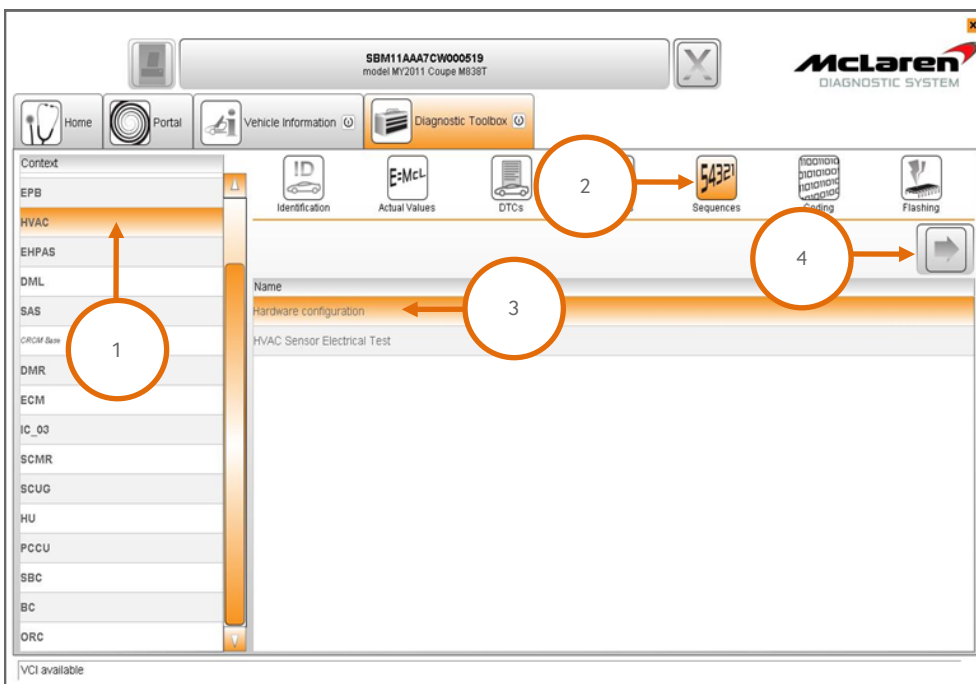 SBM11AAA7CW000519
model MY2011 Coupe M838T
McLaren
DIAGNOSTIC SYSTEM
Home
Portal
Vehicle Information
Diagnostic Toolbox
Context
EPB
HVAC
EHPAS
DML
SAS
CRCM Base
DMR
ECM
IC_03
SCMR
SCUG
HU
PCCU
SBC
BC
ORC
ID
Identification
E=McL
Actual Values
DTCs
54321
Sequences
Coding
Flashing
Name
Hardware configuration
HVAC Sensor Electrical Test
1
2
3
4
X
VCI available